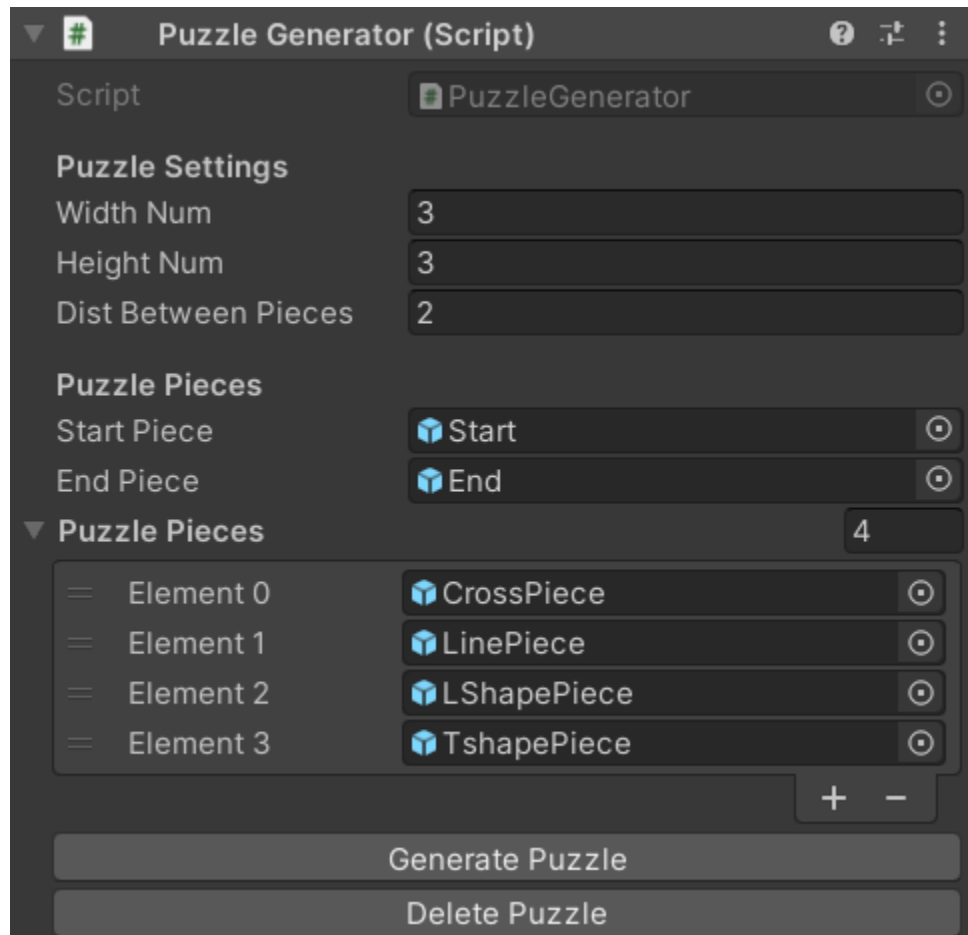 Puzzle Generator (Script)
Script PuzzleGenerator
Puzzle Settings
Width Num 3
Height Num 3
Dist Between Pieces 2
Puzzle Pieces
Start Piece Start
End Piece End
Puzzle Pieces 4
Element 0 CrossPiece
Element 1 LinePiece
Element 2 LShapePiece
Element 3 TshapePiece
Generate Puzzle
Delete Puzzle